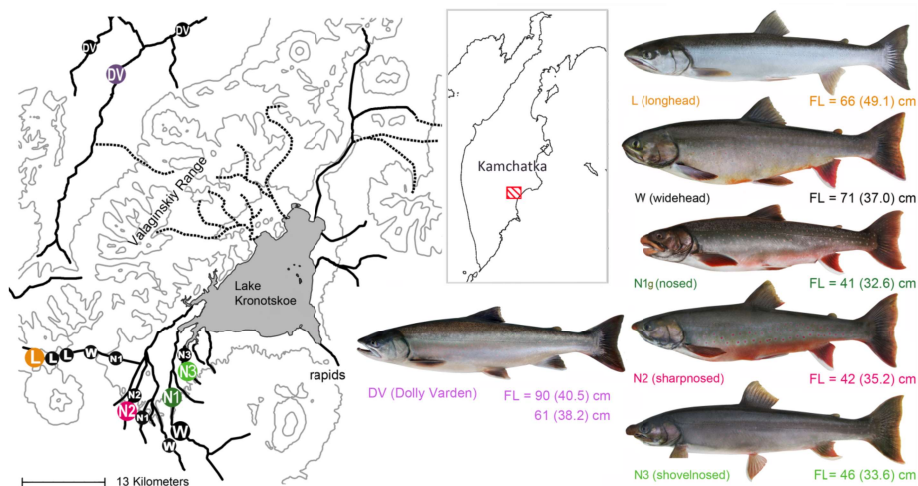 DV
DV
DV
Valaginskiy Range
Lake
Kronotskoe
L
L
L
W
N1
N3
N3
N2
N2
N1
N1
W
W
rapids
13 Kilometers
Kamchatka
DV (Dolly Varden)
FL = 90 (40.5) cm
61 (38.2) cm
L (longhead)
FL = 66 (49.1) cm
W (widehead)
FL = 71 (37.0) cm
N1g (nosed)
FL = 41 (32.6) cm
N2 (sharpnosed)
FL = 42 (35.2) cm
N3 (shovelnosed)
FL = 46 (33.6) cm